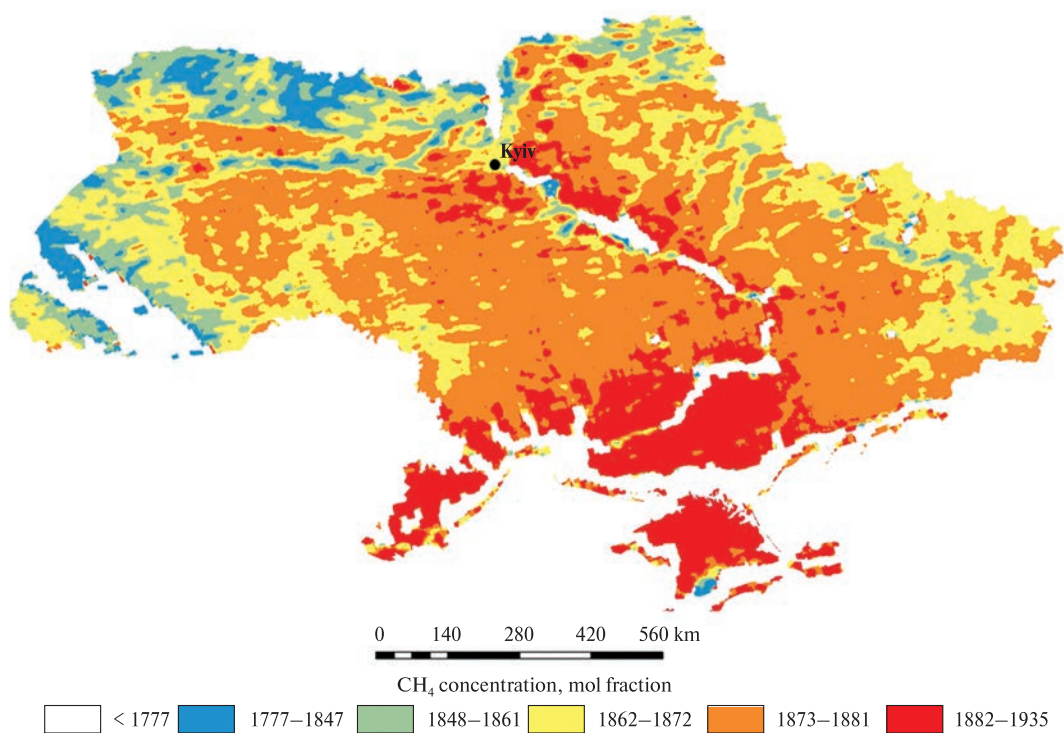 Kyiv
0 140 280 420 560 km
CH₄ concentration, mol fraction
< 1777 1777–1847 1848–1861 1862–1872 1873–1881 1882–1935